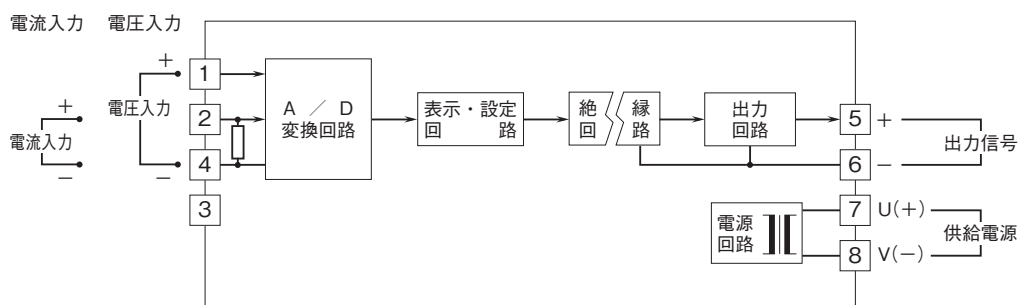 電流入力 電圧入力
+
1
電圧入力
+
2
電流入力
−
−
4
3
A / D
変換回路
表示・設定
回 路
絶 縁
回 路
出力
回路
5 +
6 −
出力信号
電源
回路
7 U(+)
8 V(−)
供給電源